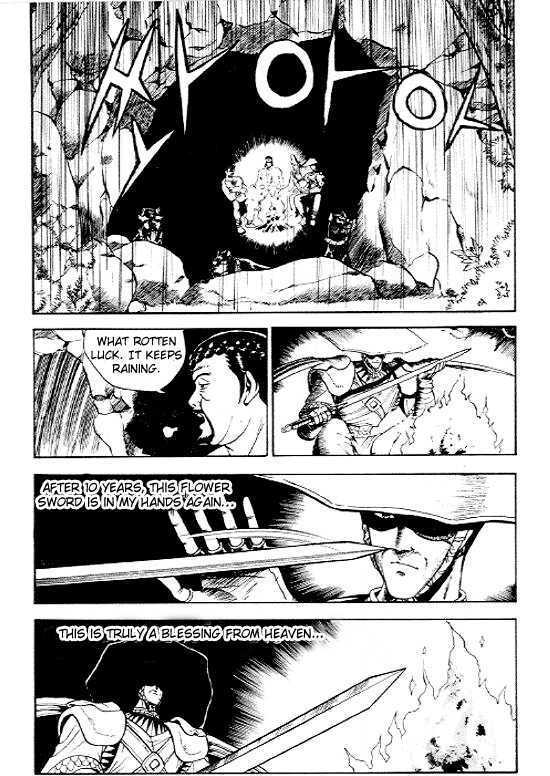 WHAT ROTTEN
LUCK. IT KEEPS
RAINING.
AFTER 10 YEARS, THIS FLOWER
SWORD IS IN MY HANDS AGAIN...
THIS IS TRULY A BLESSING FROM HEAVEN...